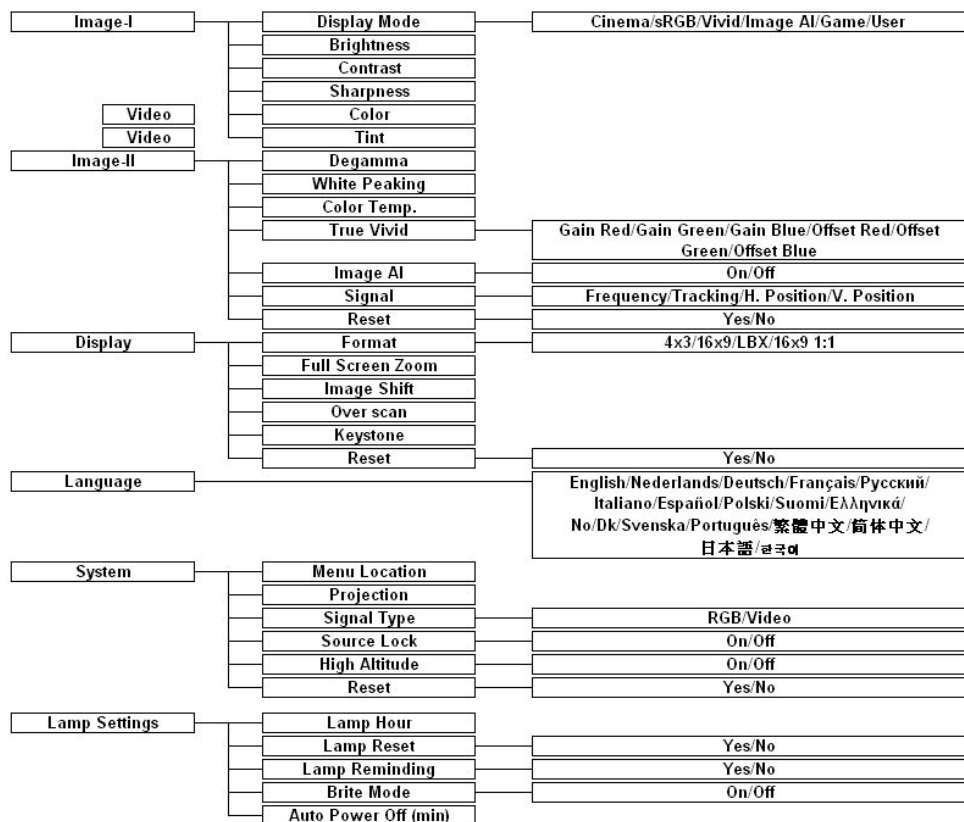 Image-I Display Mode Cinema/sRGB/Vivid/Image AI/Game/User
Brightness
Contrast
Sharpness
Video Color
Video Tint
Image-II Degamma
White Peaking
Color Temp.
True Vivid Gain Red/Gain Green/Gain Blue/Offset Red/Offset
Green/Offset Blue
Image AI On/Off
Signal Frequency/Tracking/H. Position/V. Position
Reset Yes/No
Display Format 4x3/16x9/LBX/16x9 1:1
Full Screen Zoom
Image Shift
Over scan
Keystone
Reset Yes/No
Language English/Nederlands/Deutsch/Français/Русский/
Italiano/Español/Polski/Suomi/Ελληνικά/
No/Dk/Svenska/Português/繁體中文/简体中文/
日本語/한국어
System Menu Location
Projection
Signal Type RGB/Video
Source Lock On/Off
High Altitude On/Off
Reset Yes/No
Lamp Settings Lamp Hour
Lamp Reset Yes/No
Lamp Reminding Yes/No
Brite Mode On/Off
Auto Power Off (min)